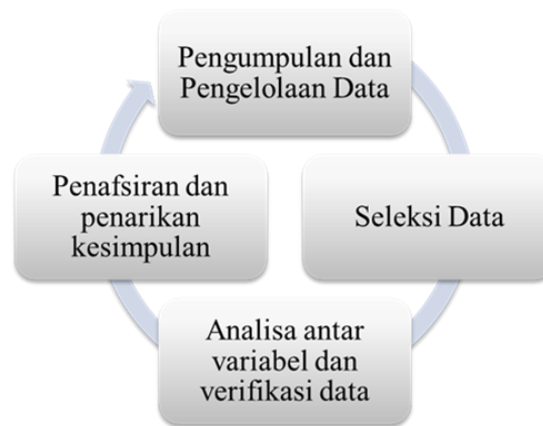 Pengumpulan dan
Pengelolaan Data
Seleksi Data
Analisa antar
variabel dan
verifikasi data
Penafsiran dan
penarikan
kesimpulan